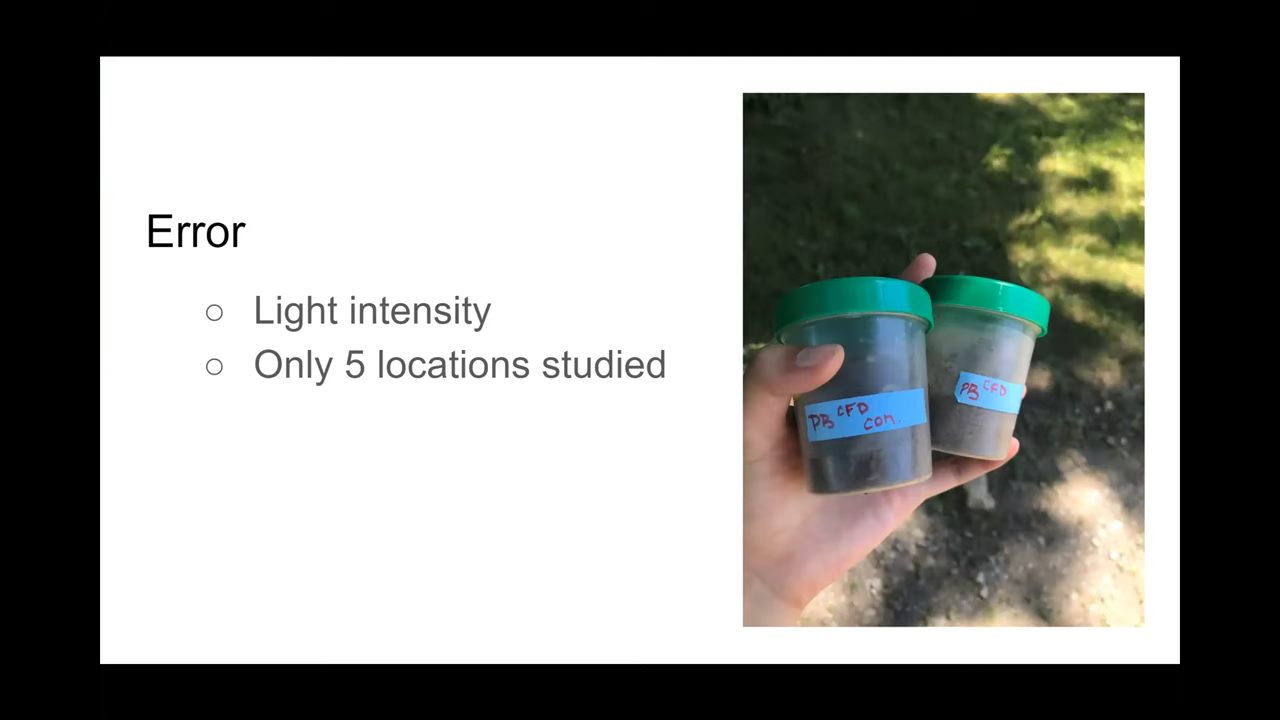 Error
Light intensity
Only 5 locations studied
PB CFD
con.
PB CFD